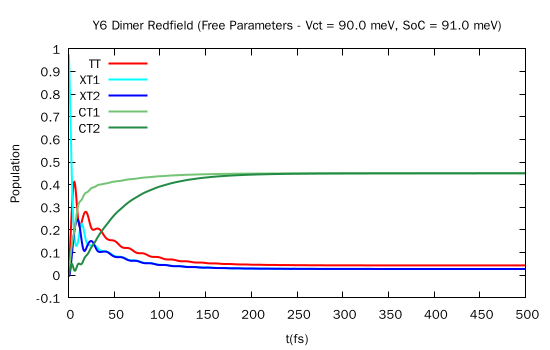 Y6 Dimer Redfield (Free Parameters - Vct = 90.0 meV, SoC = 91.0 meV)
1
0.9
0.8
0.7
0.6
0.5
0.4
0.3
0.2
0.1
0
-0.1
Population
TT
XT1
XT2
CT1
CT2
0 50 100 150 200 250 300 350 400 450 500
t(fs)